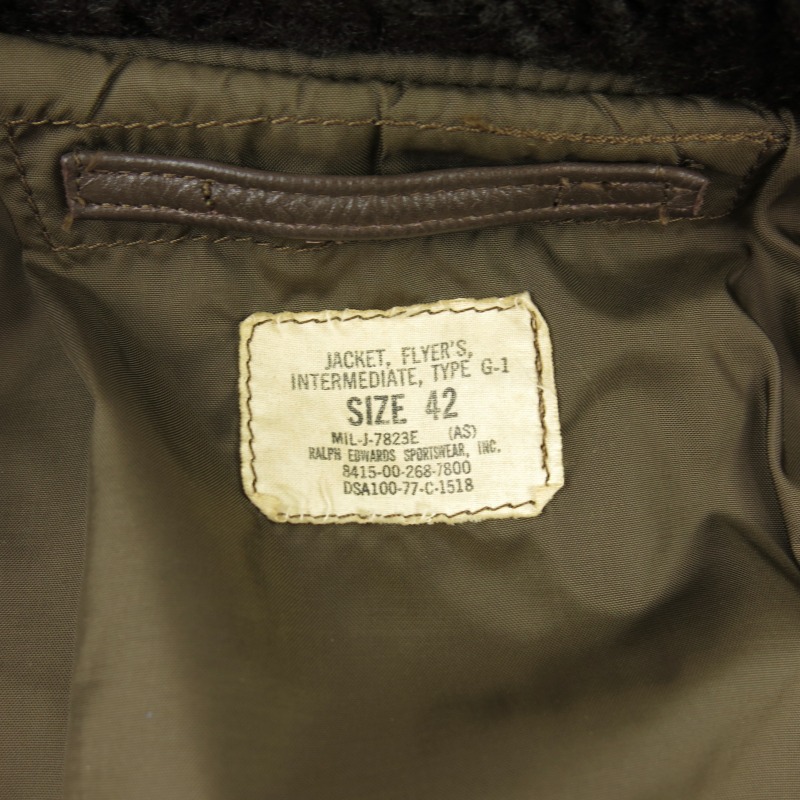 JACKET, FLYER'S,
INTERMEDIATE, TYPE G-1
SIZE 42
MIL-J-7823E (AS)
RALPH EDWARDS SPORTSWEAR, INC.
8415-00-268-7800
DSA100-77-C-1518